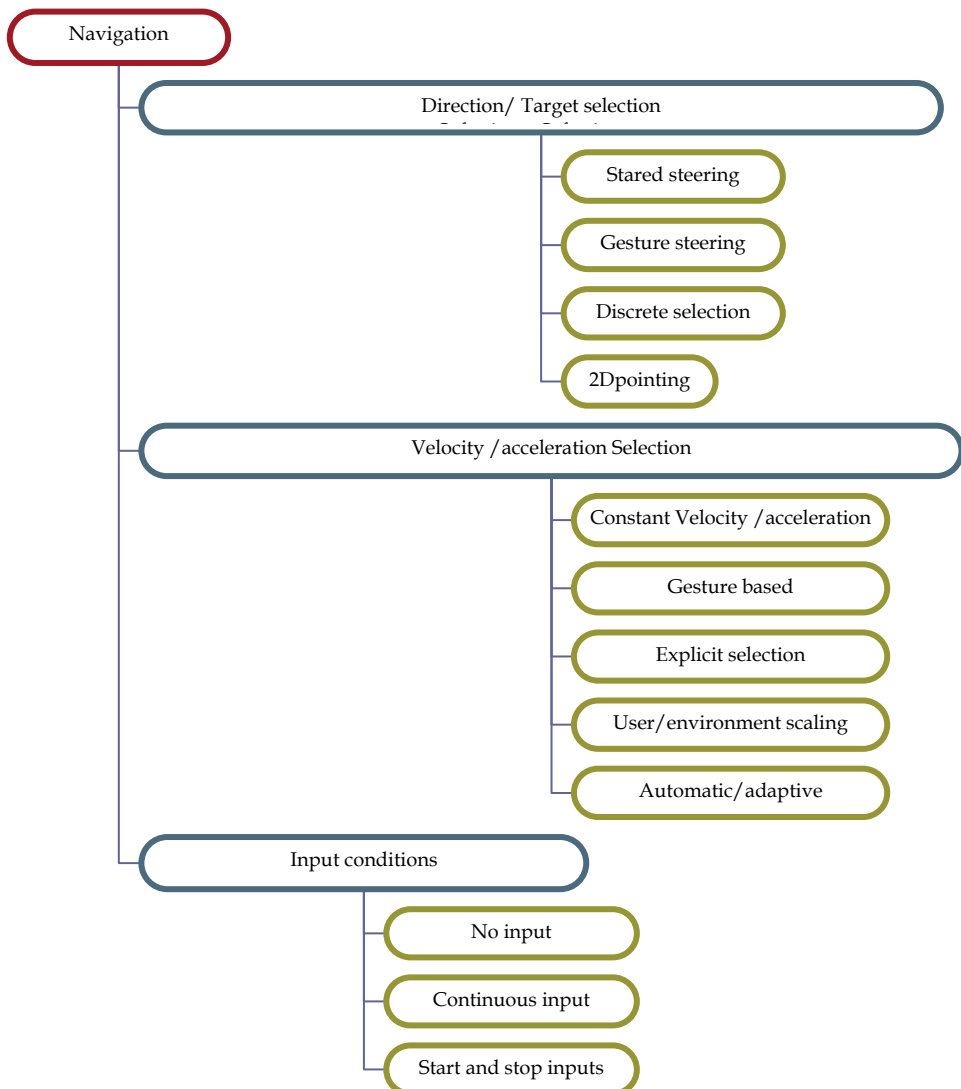 Navigation
Direction/ Target selection
Stared steering
Gesture steering
Discrete selection
2Dpointing
Velocity /acceleration Selection
Constant Velocity /acceleration
Gesture based
Explicit selection
User/environment scaling
Automatic/adaptive
Input conditions
No input
Continuous input
Start and stop inputs